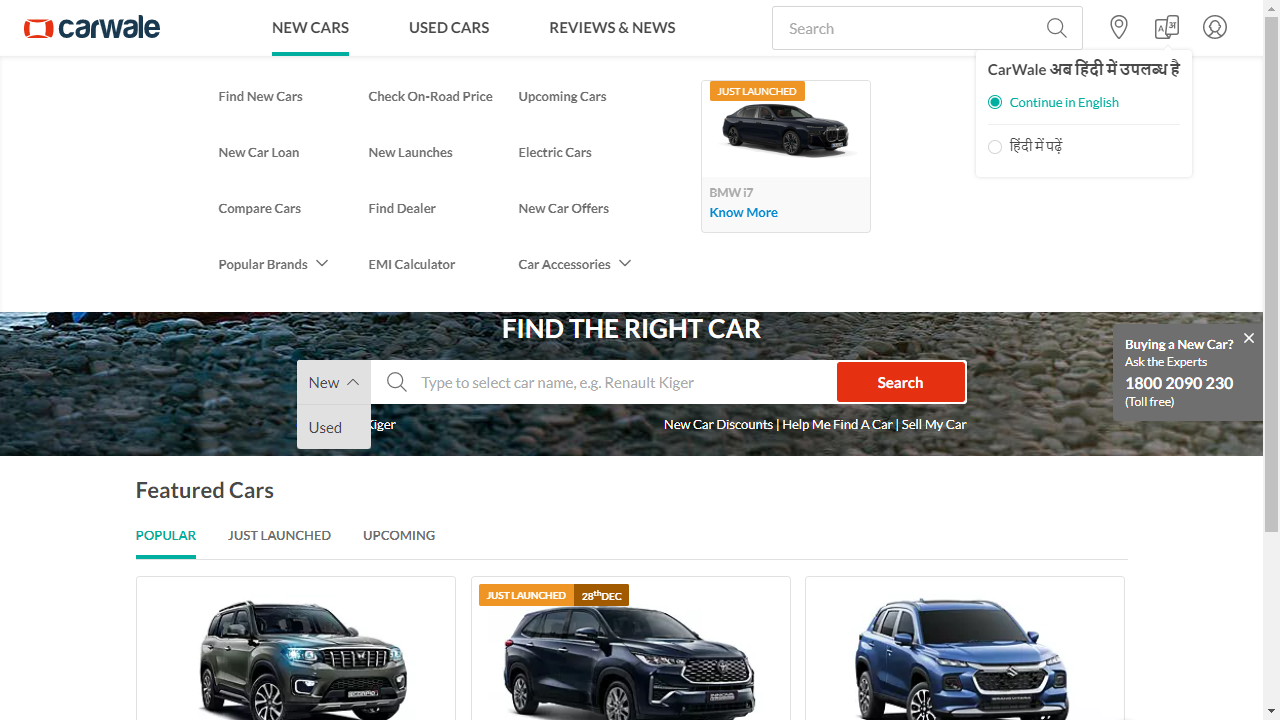 carwale
NEW CARS
USED CARS
REVIEWS & NEWS
Search
A अ
CarWale अब हिंदी में उपलब्ध है
Continue in English
हिंदी में पढ़ें
Find New Cars
Check On-Road Price
Upcoming Cars
New Car Loan
New Launches
Electric Cars
Compare Cars
Find Dealer
New Car Offers
Popular Brands
EMI Calculator
Car Accessories
JUST LAUNCHED
BMW i7
Know More
FIND THE RIGHT CAR
New
Type to select car name, e.g. Renault Kiger
Search
Used
Kiger
New Car Discounts | Help Me Find A Car | Sell My Car
Buying a New Car?
Ask the Experts
1800 2090 230
(Toll free)
Featured Cars
POPULAR
JUST LAUNCHED
UPCOMING
JUST LAUNCHED
28thDEC